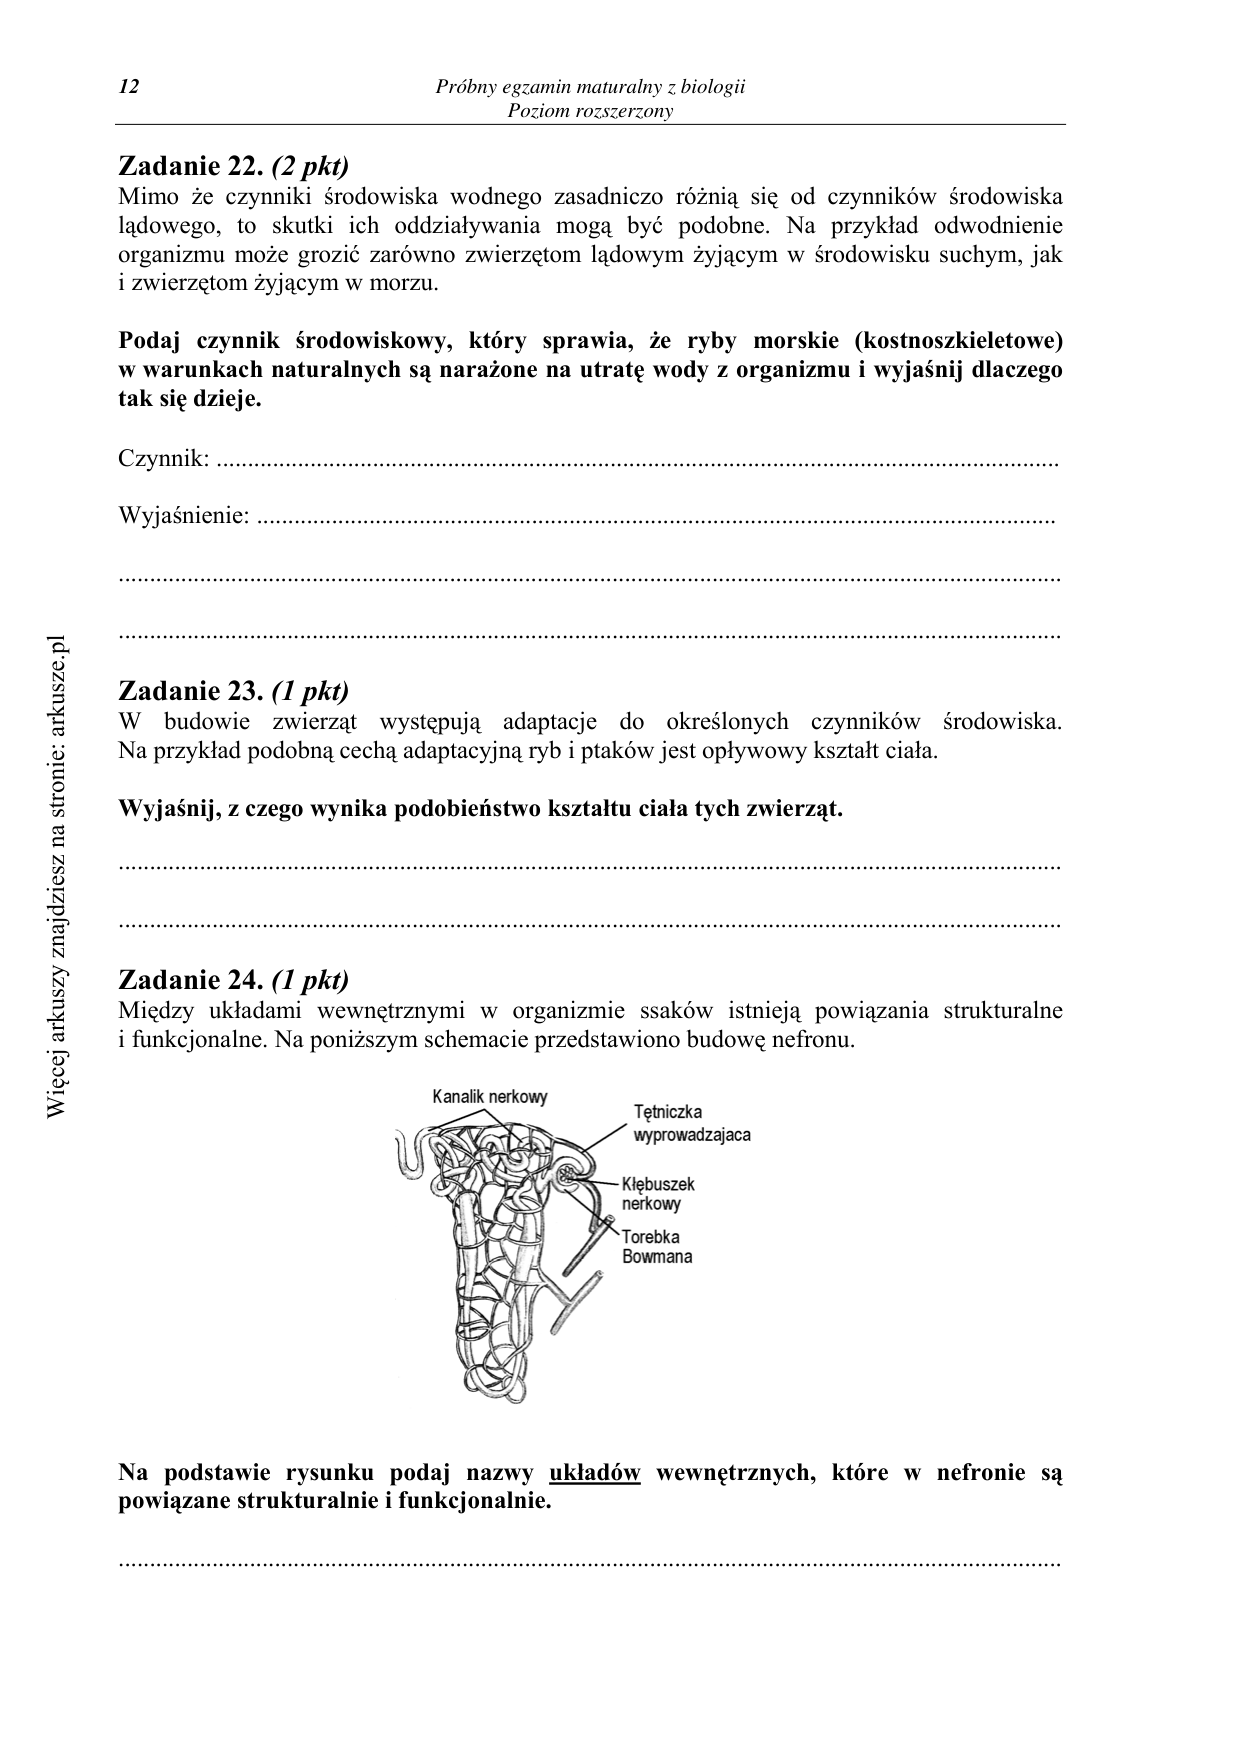 12
Próbny egzamin maturalny z biologii
Poziom rozszerzony
Zadanie 22. (2 pkt)
Mimo że czynniki środowiska wodnego zasadniczo różnią się od czynników środowiska
lądowego, to skutki ich oddziaływania mogą być podobne. Na przykład odwodnienie
organizmu może grozić zarówno zwierzętom lądowym żyjącym w środowisku suchym, jak
i zwierzętom żyjącym w morzu.
Podaj czynnik środowiskowy, który sprawia, że ryby morskie (kostnoszkieletowe)
w warunkach naturalnych są narażone na utratę wody z organizmu i wyjaśnij dlaczego
tak się dzieje.
Czynnik: ........................................................................................................................................
Wyjaśnienie: ................................................................................................................................
.......................................................................................................................................................
.......................................................................................................................................................
Zadanie 23. (1 pkt)
W budowie zwierząt występują adaptacje do określonych czynników środowiska.
Na przykład podobną cechą adaptacyjną ryb i ptaków jest opływowy kształt ciała.
Wyjaśnij, z czego wynika podobieństwo kształtu ciała tych zwierząt.
.......................................................................................................................................................
.......................................................................................................................................................
Zadanie 24. (1 pkt)
Między układami wewnętrznymi w organizmie ssaków istnieją powiązania strukturalne
i funkcjonalne. Na poniższym schemacie przedstawiono budowę nefronu.
Kanalik nerkowy
Tętniczka
wyprowadzajaca
Kłębuszek
nerkowy
Torebka
Bowmana
Na podstawie rysunku podaj nazwy układów wewnętrznych, które w nefronie są
powiązane strukturalnie i funkcjonalnie.
.......................................................................................................................................................
Więcej arkuszy znajdziesz na stronie: arkusze.pl